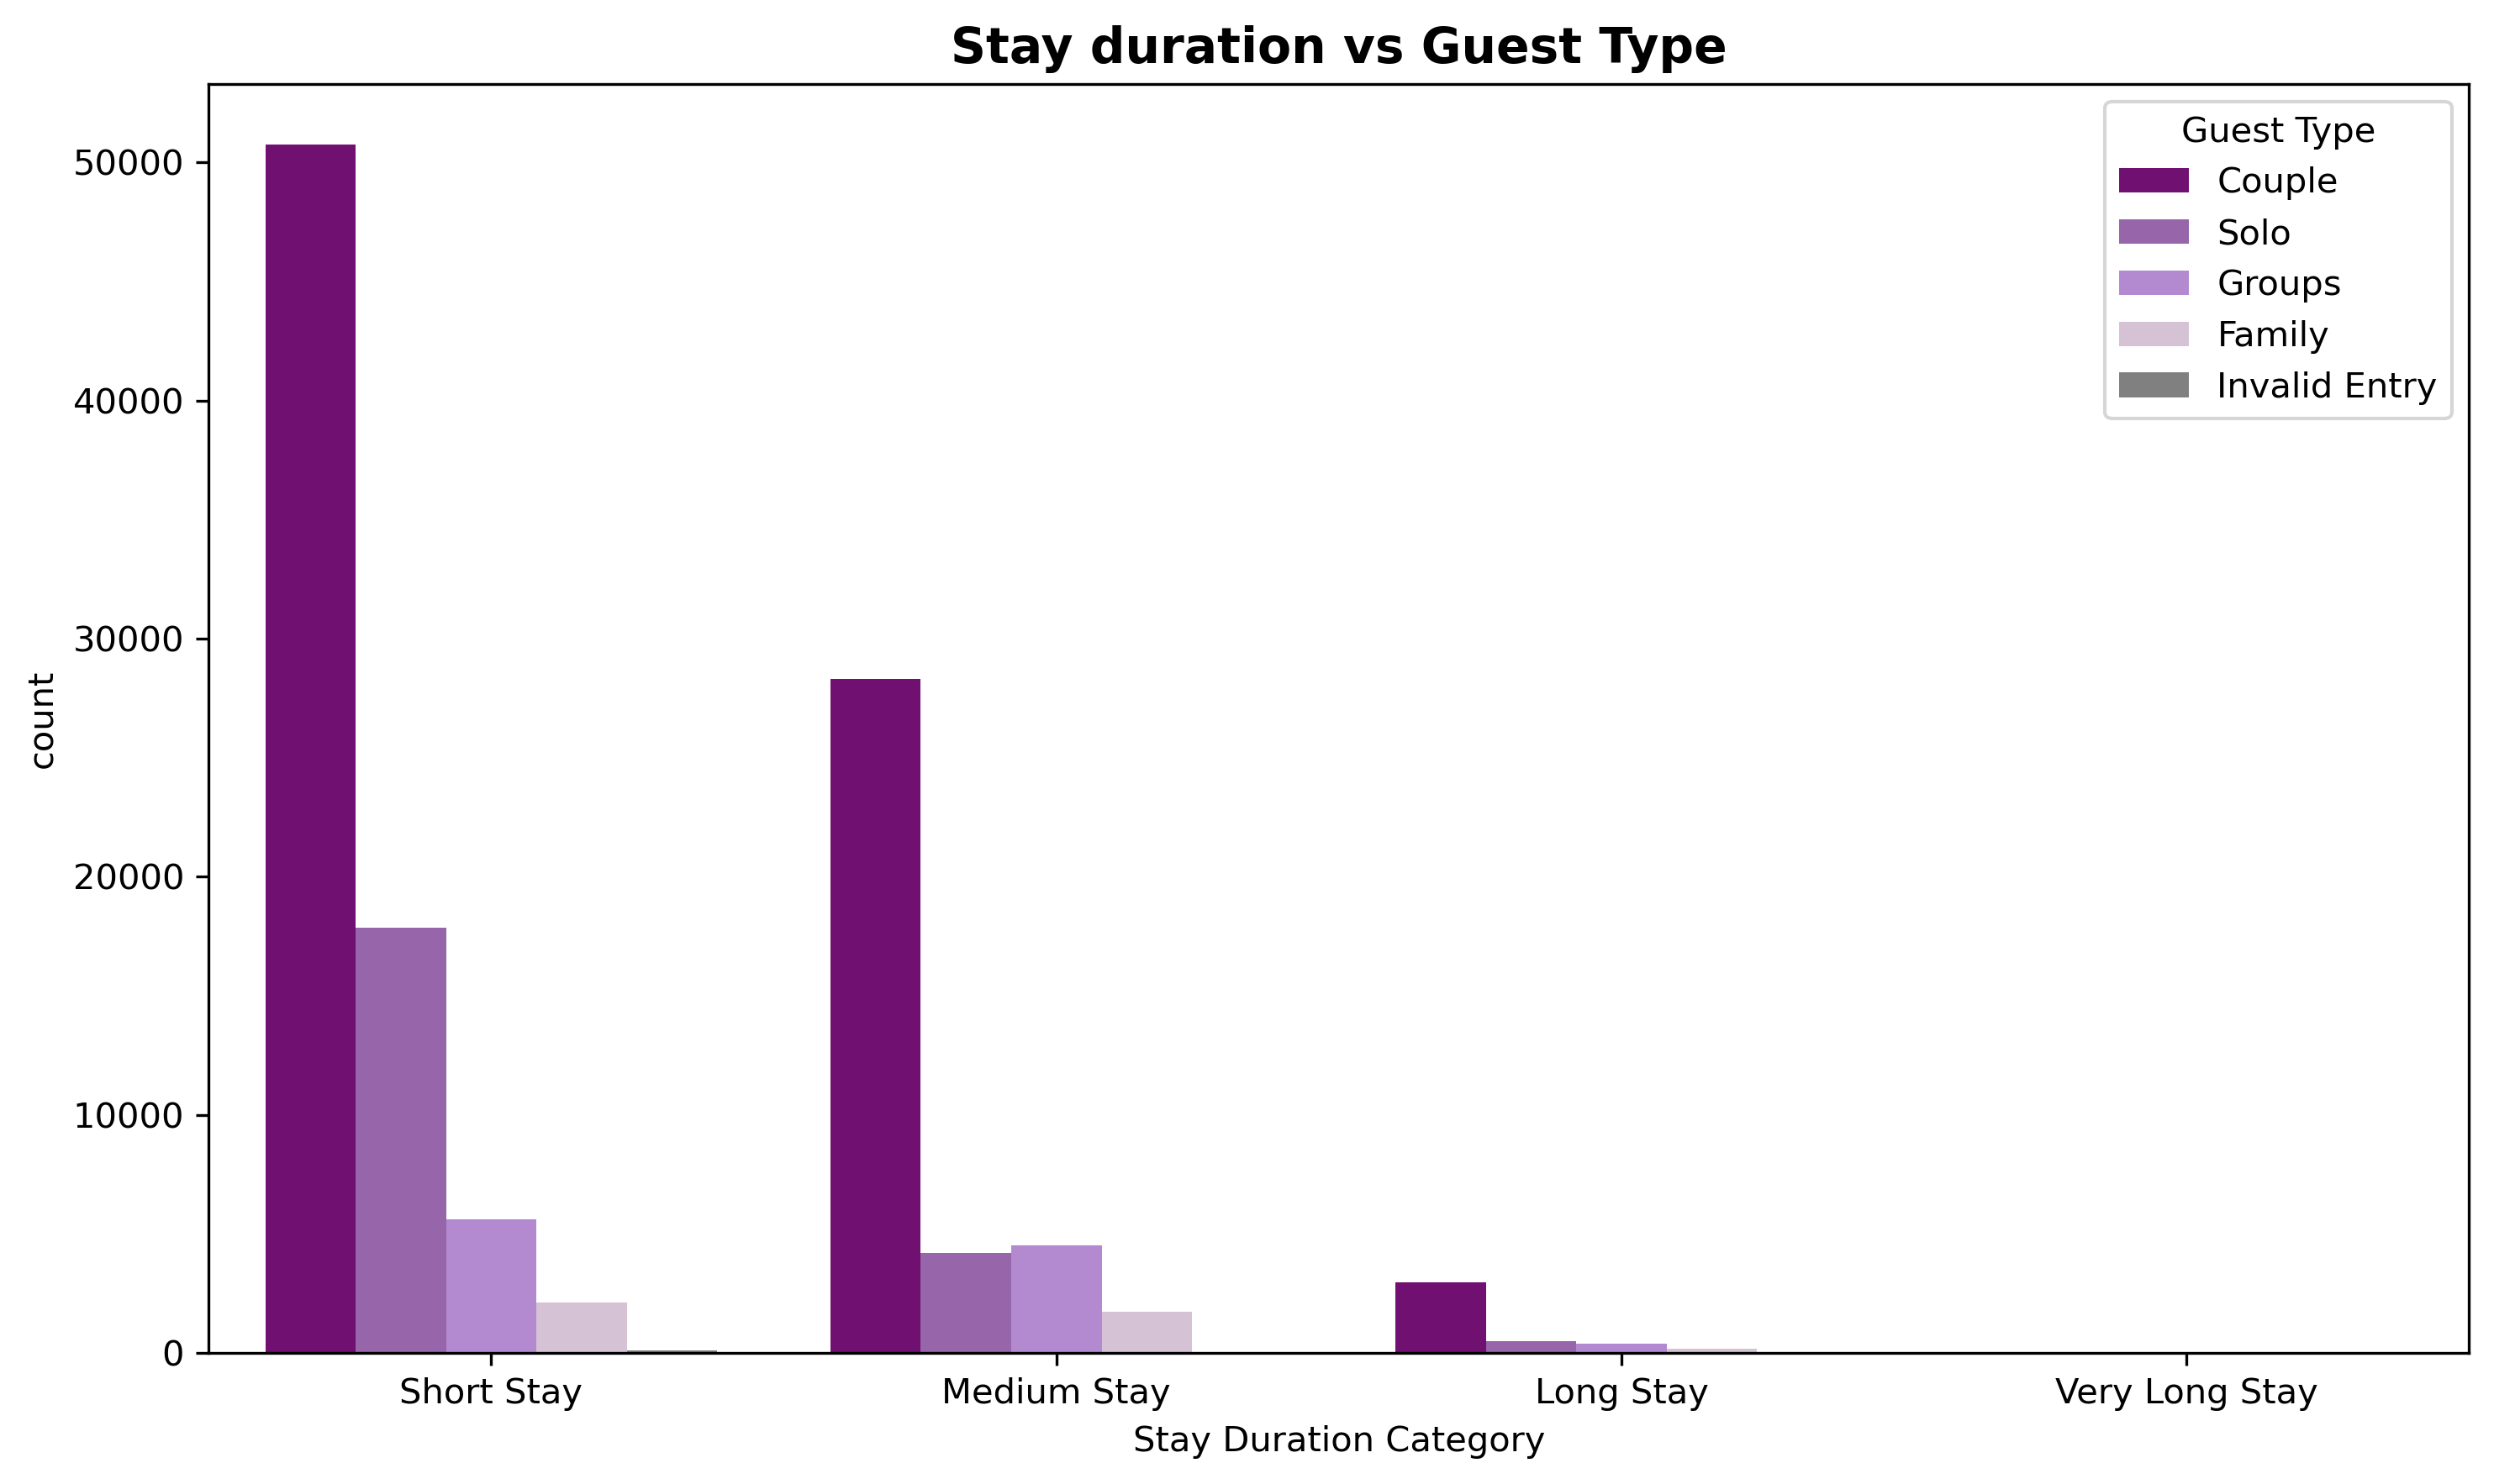 Stay duration vs Guest Type
Guest Type
Couple
Solo
Groups
Family
Invalid Entry
count
50000
40000
30000
20000
10000
0
Short Stay
Medium Stay
Long Stay
Very Long Stay
Stay Duration Category